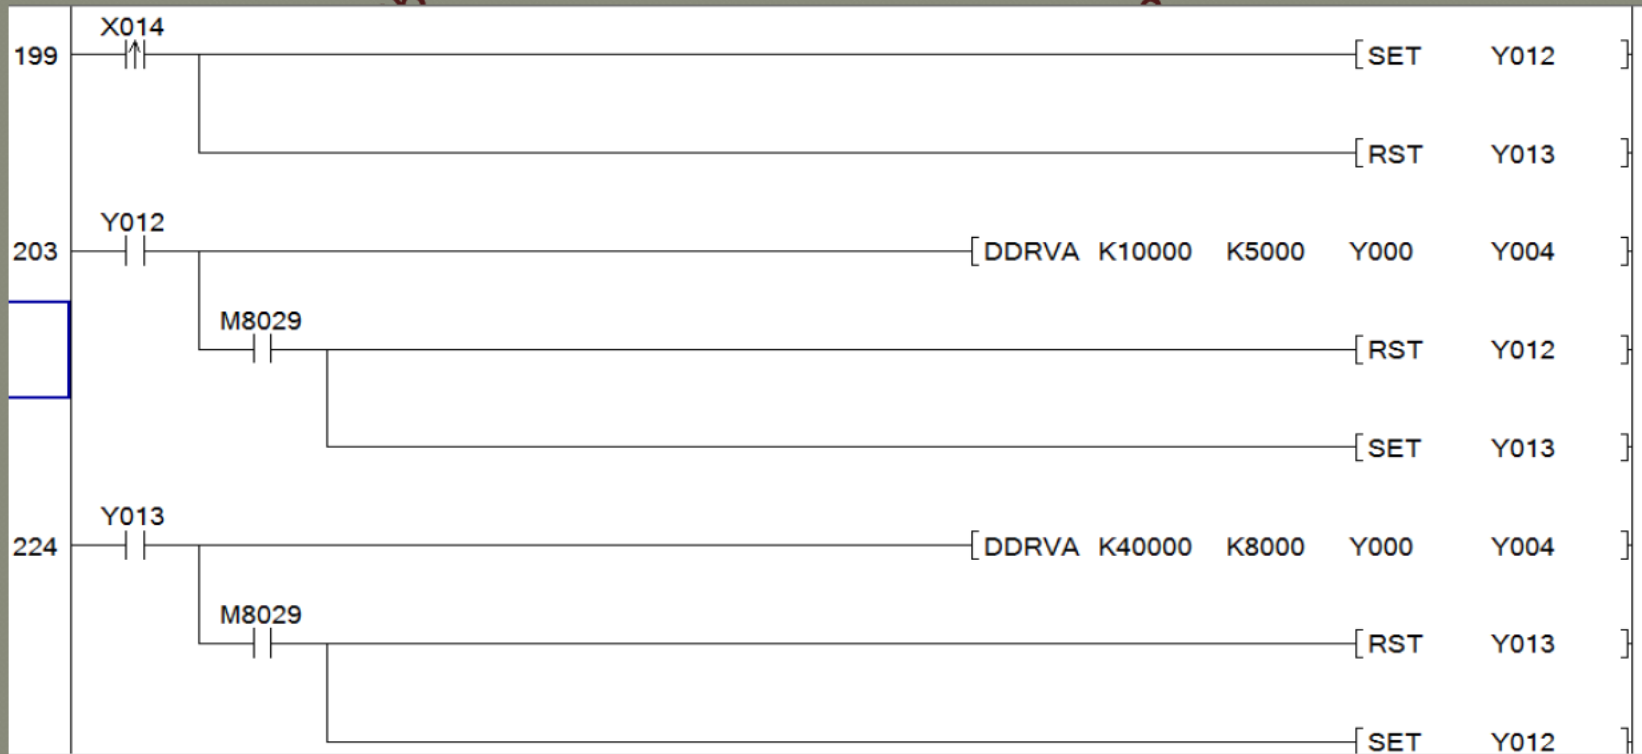 X014
199 SET Y012
RST Y013
Y012
203 DDRVA K10000 K5000 Y000 Y004
M8029
RST Y012
SET Y013
Y013
224 DDRVA K40000 K8000 Y000 Y004
M8029
RST Y013
SET Y012